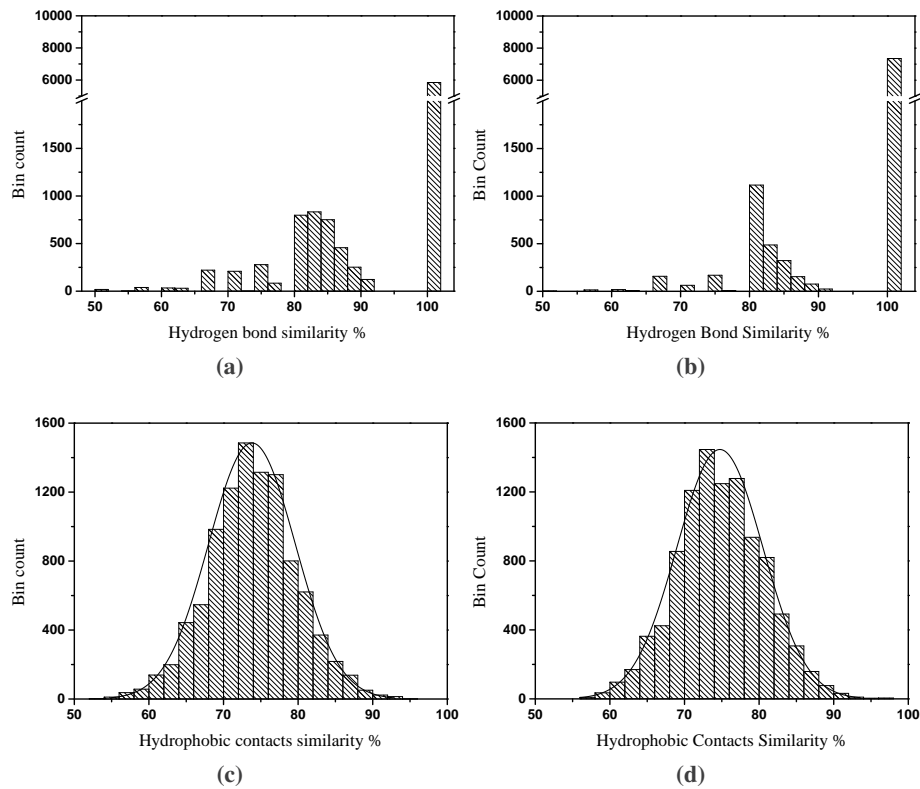 10000
8000
6000
1500
1000
500
0
Bin count
50 60 70 80 90 100
Hydrogen bond similarity %
(a)
10000
8000
6000
1500
1000
500
0
Bin Count
50 60 70 80 90 100
Hydrogen Bond Similarity %
(b)
1600
1200
800
400
0
Bin count
50 60 70 80 90 100
Hydrophobic contacts similarity %
(c)
1600
1200
800
400
0
Bin Count
50 60 70 80 90 100
Hydrophobic Contacts Similarity %
(d)